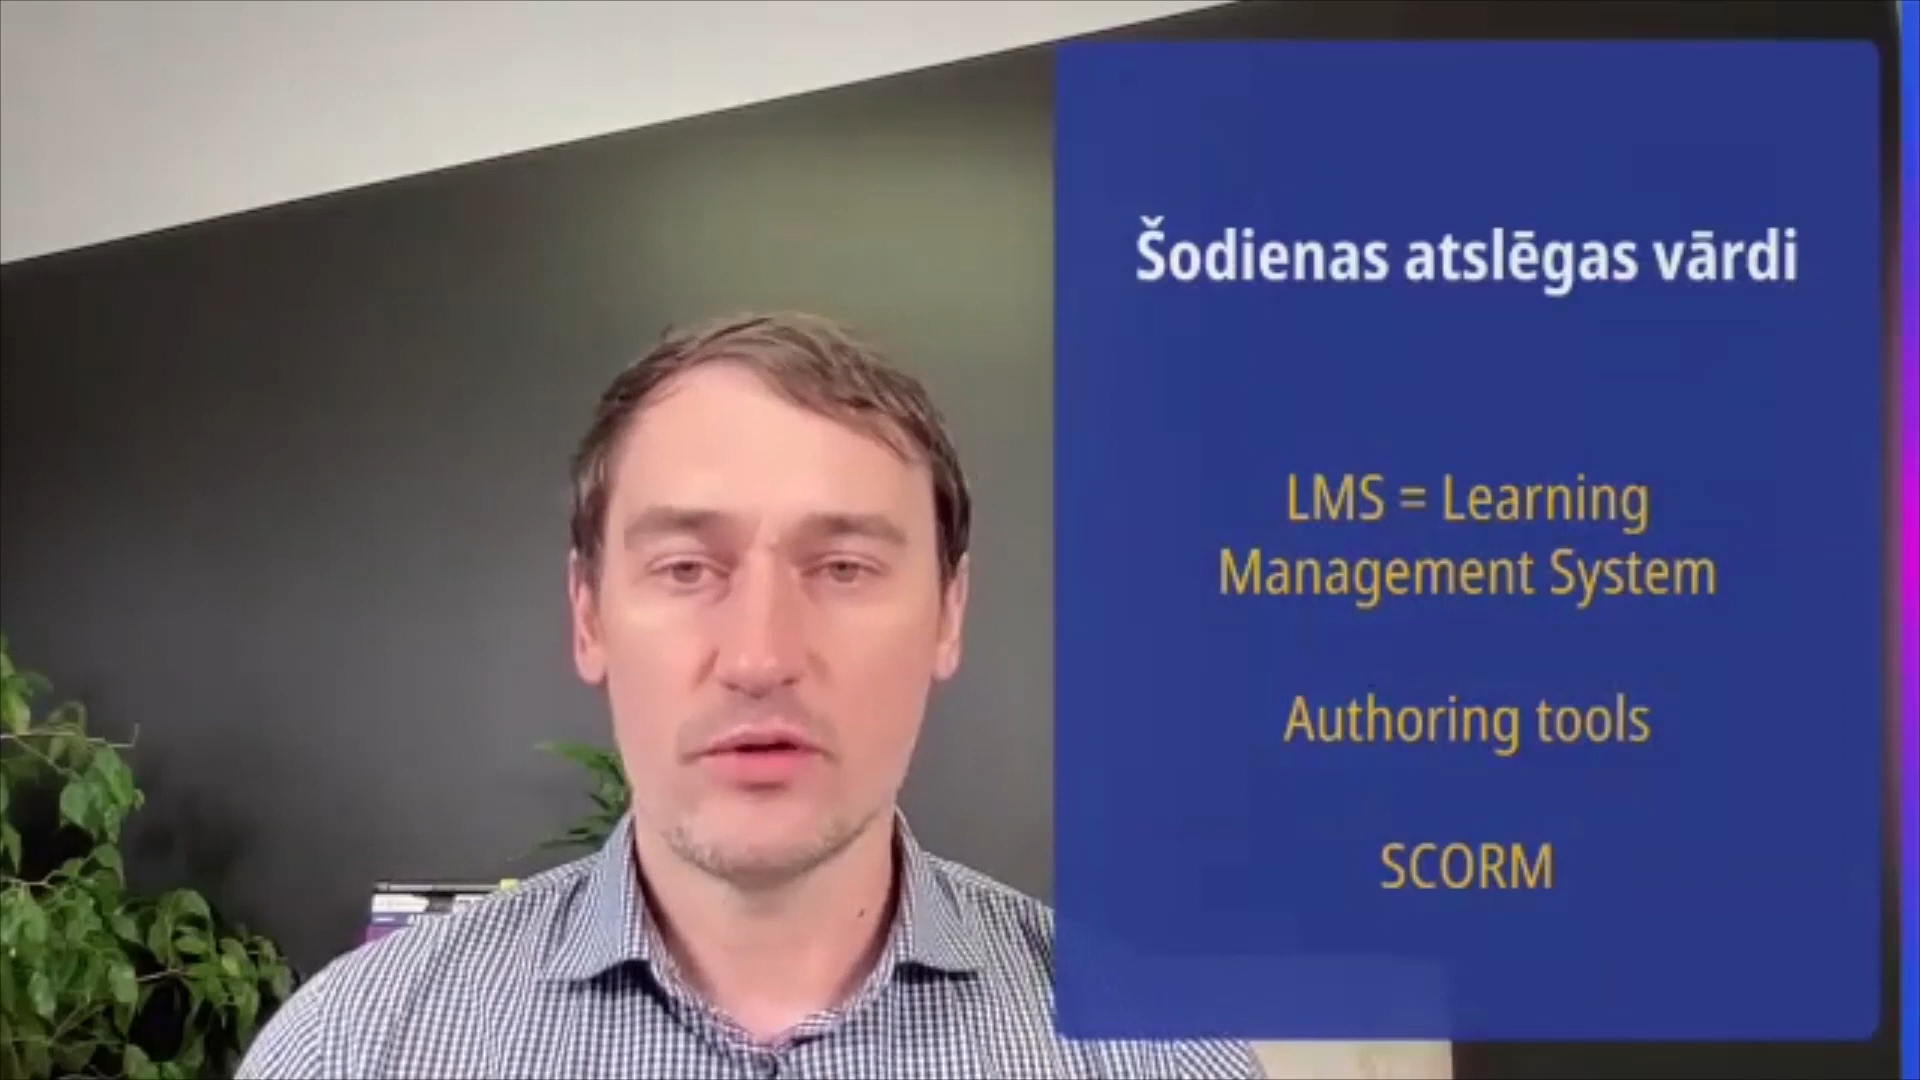 Šodienas atslēgas vārdi
LMS = Learning
Management System
Authoring tools
SCORM